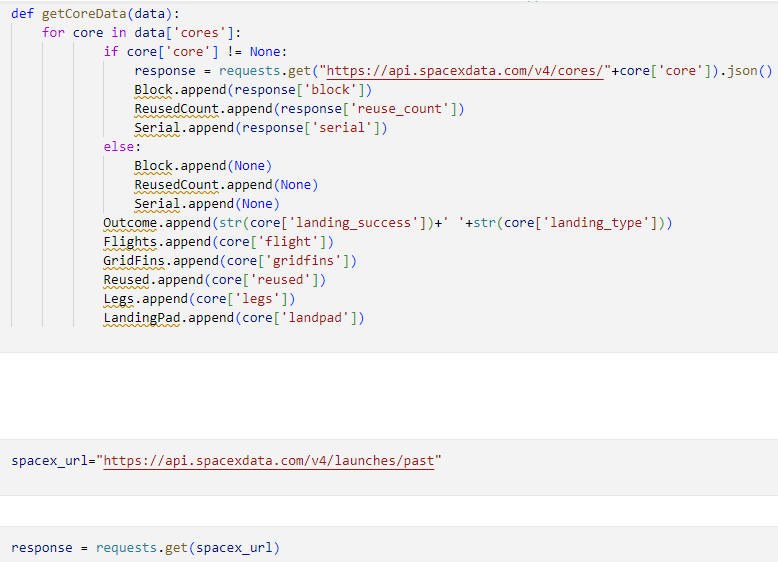 def getCoreData(data):
    for core in data['cores']:
            if core['core'] != None:
                response = requests.get("https://api.spacexdata.com/v4/cores/"+core['core']).json()
                Block.append(response['block'])
                ReusedCount.append(response['reuse_count'])
                Serial.append(response['serial'])
            else:
                Block.append(None)
                ReusedCount.append(None)
                Serial.append(None)
            Outcome.append(str(core['landing_success'])+' '+str(core['landing_type']))
            Flights.append(core['flight'])
            GridFins.append(core['gridfins'])
            Reused.append(core['reused'])
            Legs.append(core['legs'])
            LandingPad.append(core['landpad'])
spacex_url="https://api.spacexdata.com/v4/launches/past"
response = requests.get(spacex_url)